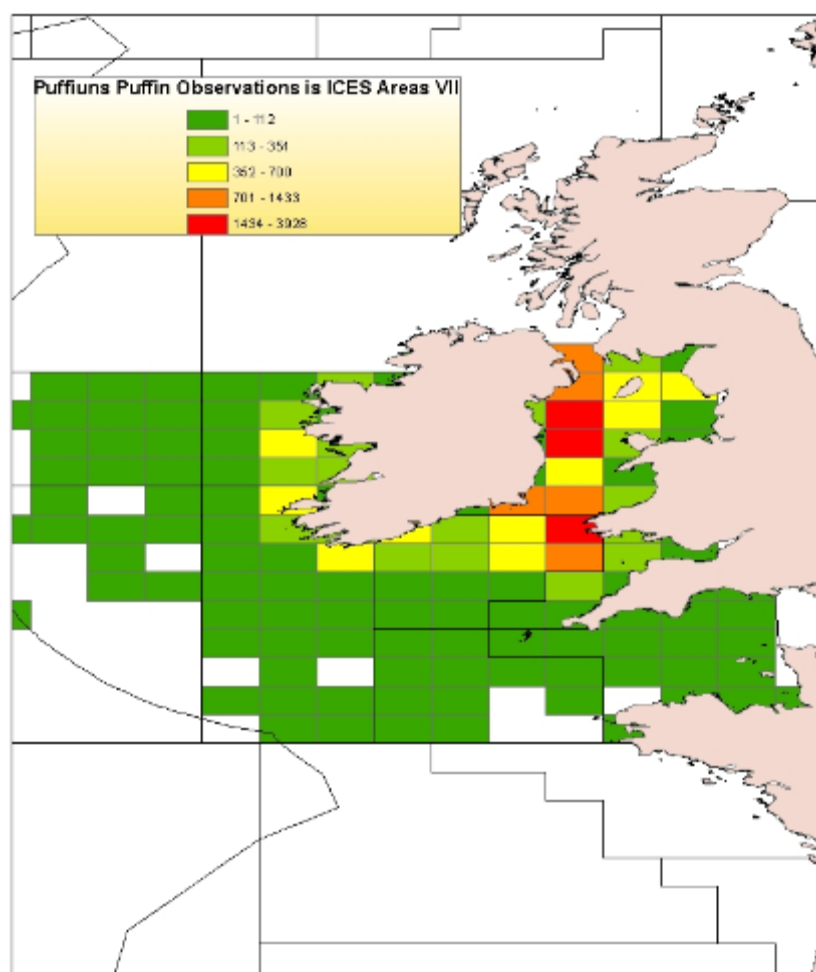 Puffiuns Puffin Observations is ICES Areas VII
1 - 112
113 - 351
352 - 700
701 - 1433
1434 - 3928